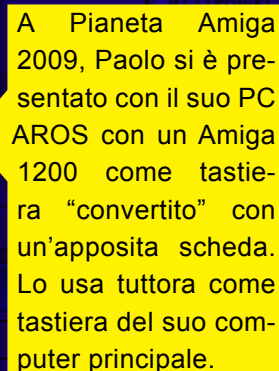 A Pianeta Amiga
2009, Paolo si è pre-
sentato con il suo PC
AROS con un Amiga
1200 come tastie-
ra “convertito” con
un’apposita scheda.
Lo usa tuttora come
tastiera del suo com-
puter principale.